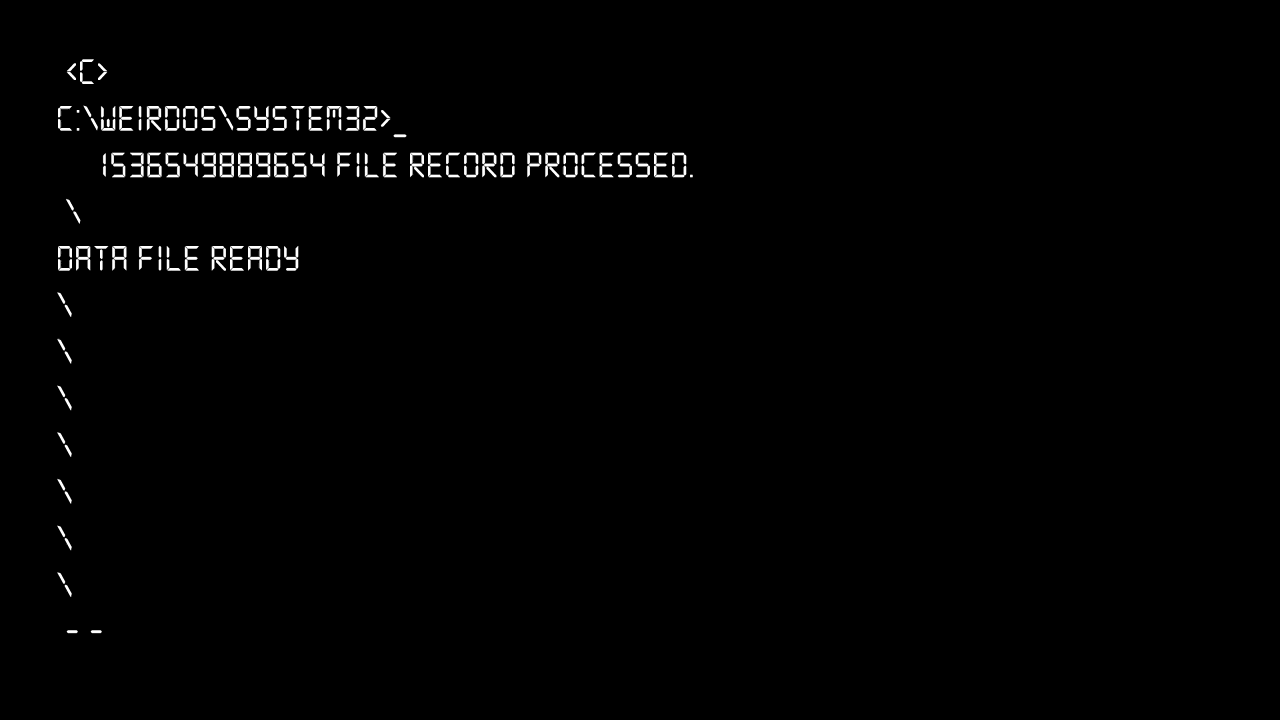 <C>
C:\WEIRDOS\SYSTEM32>_
1536549889654 FILE RECORD PROCESSED.
\
DATA FILE READY
\
\
\
\
\
\
\
- -